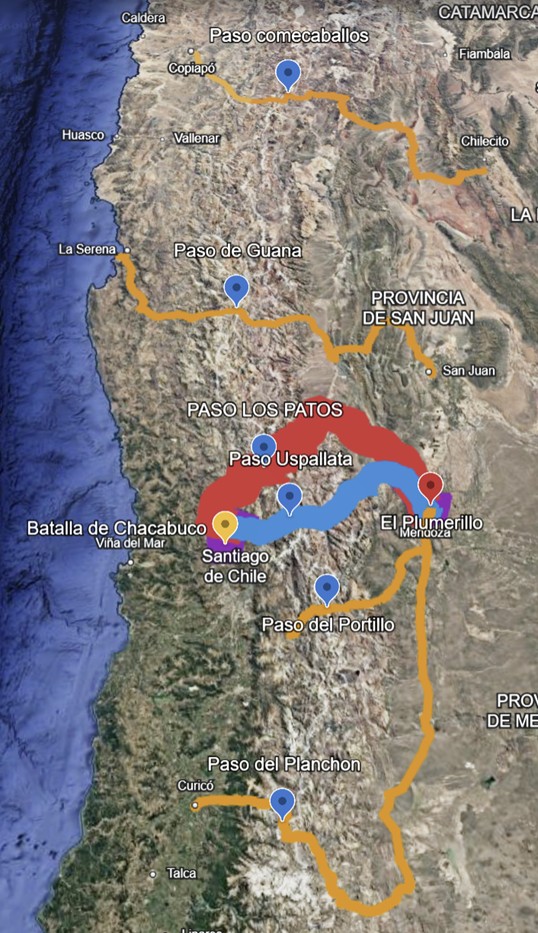 Caldera
CATAMARCA
Paso comecaballos
Fiambala
Copiapó
Huasco
Vallenar
Chilecito
LA
La Serena
Paso de Guana
PROVINCIA
DE SAN JUAN
San Juan
PASO LOS PATOS
Paso Uspallata
Batalla de Chacabuco
El Plumerillo
Mendoza
Viña del Mar
Santiago
de Chile
Paso del Portillo
PROV
DE ME
Paso del Planchon
Curicó
Talca
Linares